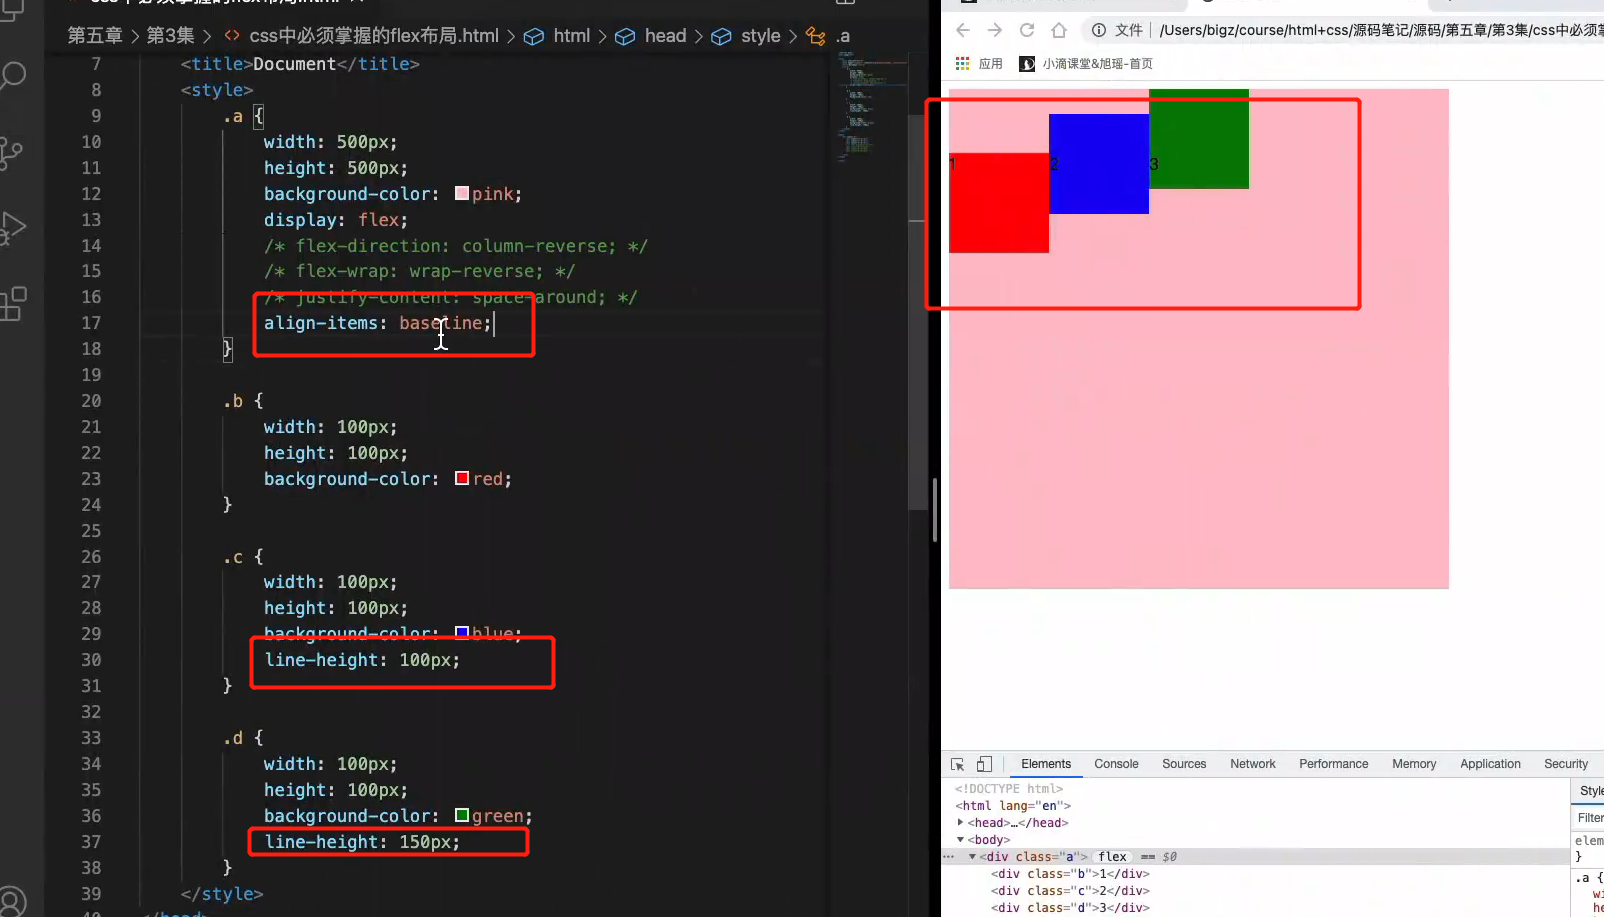 第五章 > 第3集 > <> css中必须掌握的flex布局.html > html > head > style > .a
7 <title>Document</title>
8 <style>
9 .a {
10 width: 500px;
11 height: 500px;
12 background-color: pink;
13 display: flex;
14 /* flex-direction: column-reverse; */
15 /* flex-wrap: wrap-reverse; */
16 /* justify-content: space-around; */
17 align-items: baseline;
18 }
19
20 .b {
21 width: 100px;
22 height: 100px;
23 background-color: red;
24 }
25
26 .c {
27 width: 100px;
28 height: 100px;
29 background-color: blue;
30 line-height: 100px;
31 }
32
33 .d {
34 width: 100px;
35 height: 100px;
36 background-color: green;
37 line-height: 150px;
38 }
39 </style>
文件 | /Users/bigz/course/html+css/源码笔记/源码/第五章/第3集/css中必须
应用 小滴课堂&旭瑶-首页
1 2 3
Elements Console Sources Network Performance Memory Application Security
<!DOCTYPE html>
<html lang="en">
<head>…</head>
<body>
<div class="a"> flex == $0
<div class="b">1</div>
<div class="c">2</div>
<div class="d">3</div>
Style
Filter
elem
}
.a {
wi
he